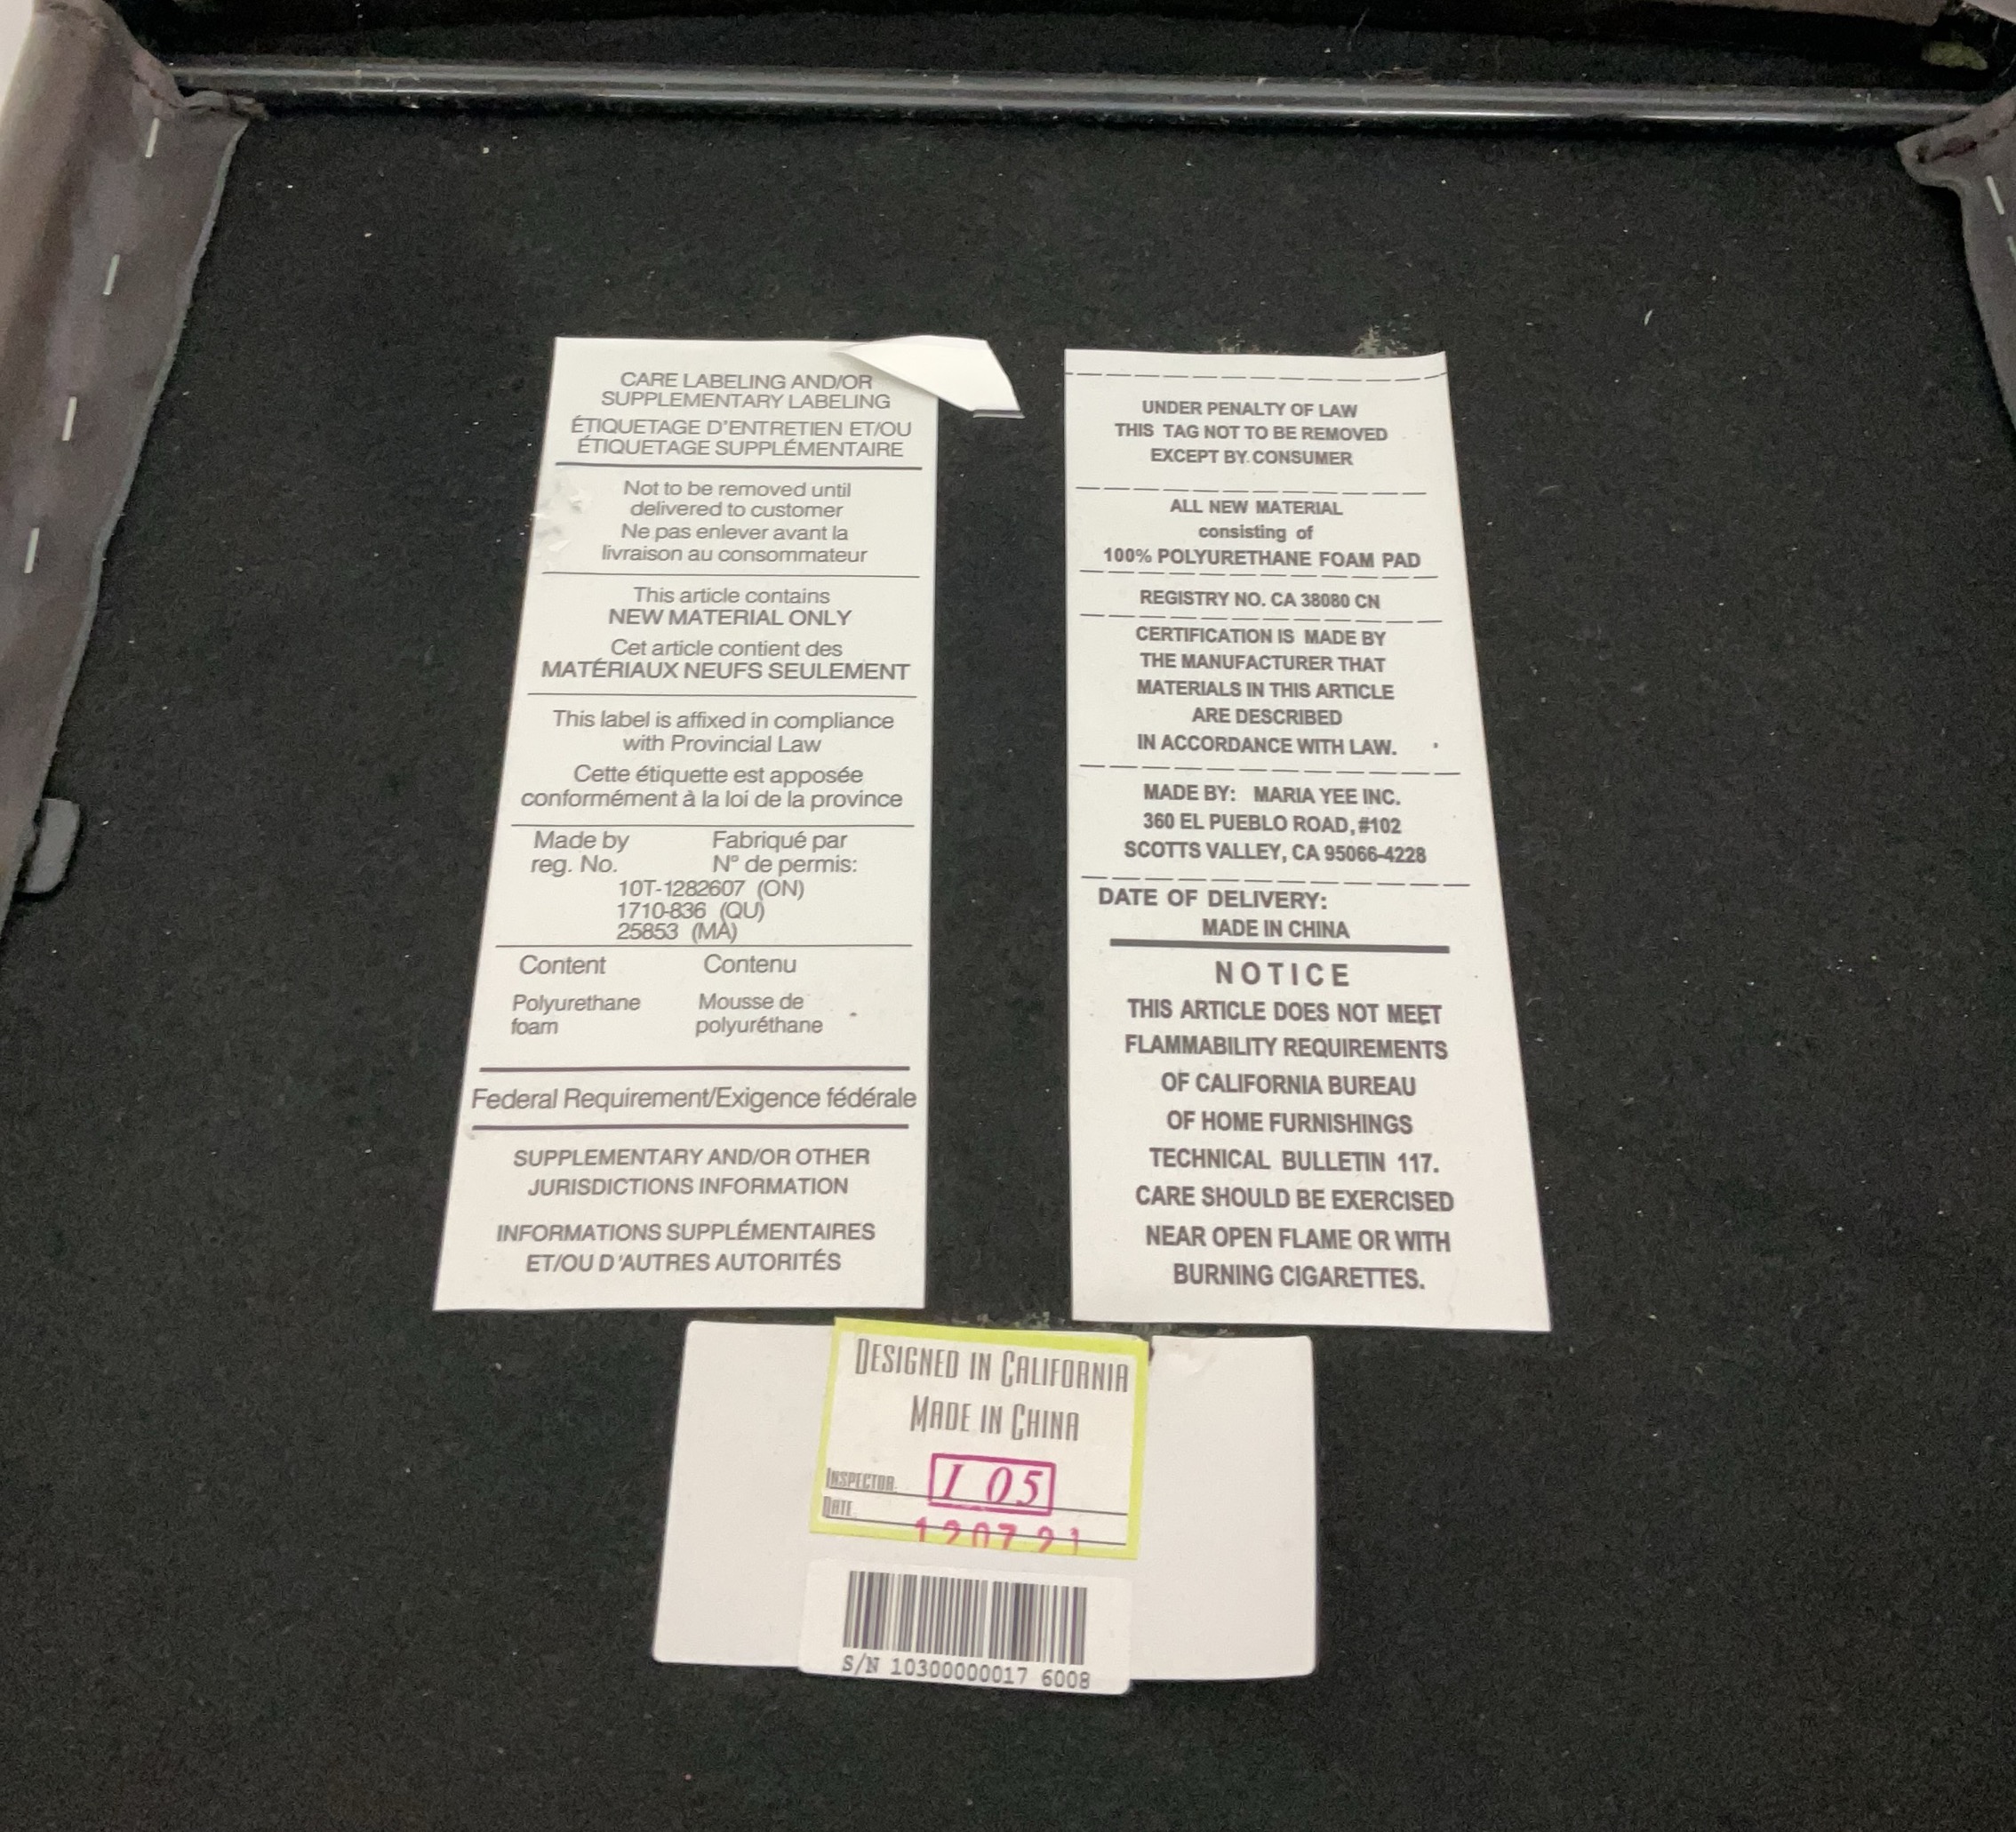 CARE LABELING AND/OR
SUPPLEMENTARY LABELING
ÉTIQUETAGE D'ENTRETIEN ET/OU
ÉTIQUETAGE SUPPLÉMENTAIRE
Not to be removed until
delivered to customer
Ne pas enlever avant la
livraison au consommateur
This article contains
NEW MATERIAL ONLY
Cet article contient des
MATÉRIAUX NEUFS SEULEMENT
This label is affixed in compliance
with Provincial Law
Cette étiquette est apposée
conformément à la loi de la province
Made by Fabriqué par
reg. No. N° de permis:
10T-1282607 (ON)
1710-836 (QU)
25853 (MA)
Content Contenu
Polyurethane Mousse de
foam polyuréthane
Federal Requirement/Exigence fédérale
SUPPLEMENTARY AND/OR OTHER
JURISDICTIONS INFORMATION
INFORMATIONS SUPPLÉMENTAIRES
ET/OU D'AUTRES AUTORITÉS
UNDER PENALTY OF LAW
THIS TAG NOT TO BE REMOVED
EXCEPT BY CONSUMER
ALL NEW MATERIAL
consisting of
100% POLYURETHANE FOAM PAD
REGISTRY NO. CA 38080 CN
CERTIFICATION IS MADE BY
THE MANUFACTURER THAT
MATERIALS IN THIS ARTICLE
ARE DESCRIBED
IN ACCORDANCE WITH LAW.
MADE BY: MARIA YEE INC.
360 EL PUEBLO ROAD, #102
SCOTTS VALLEY, CA 95066-4228
DATE OF DELIVERY:
MADE IN CHINA
NOTICE
THIS ARTICLE DOES NOT MEET
FLAMMABILITY REQUIREMENTS
OF CALIFORNIA BUREAU
OF HOME FURNISHINGS
TECHNICAL BULLETIN 117.
CARE SHOULD BE EXERCISED
NEAR OPEN FLAME OR WITH
BURNING CIGARETTES.
DESIGNED IN CALIFORNIA
MADE IN CHINA
INSPECTOR I 05
DATE 120721
S/N 10300000017 6008